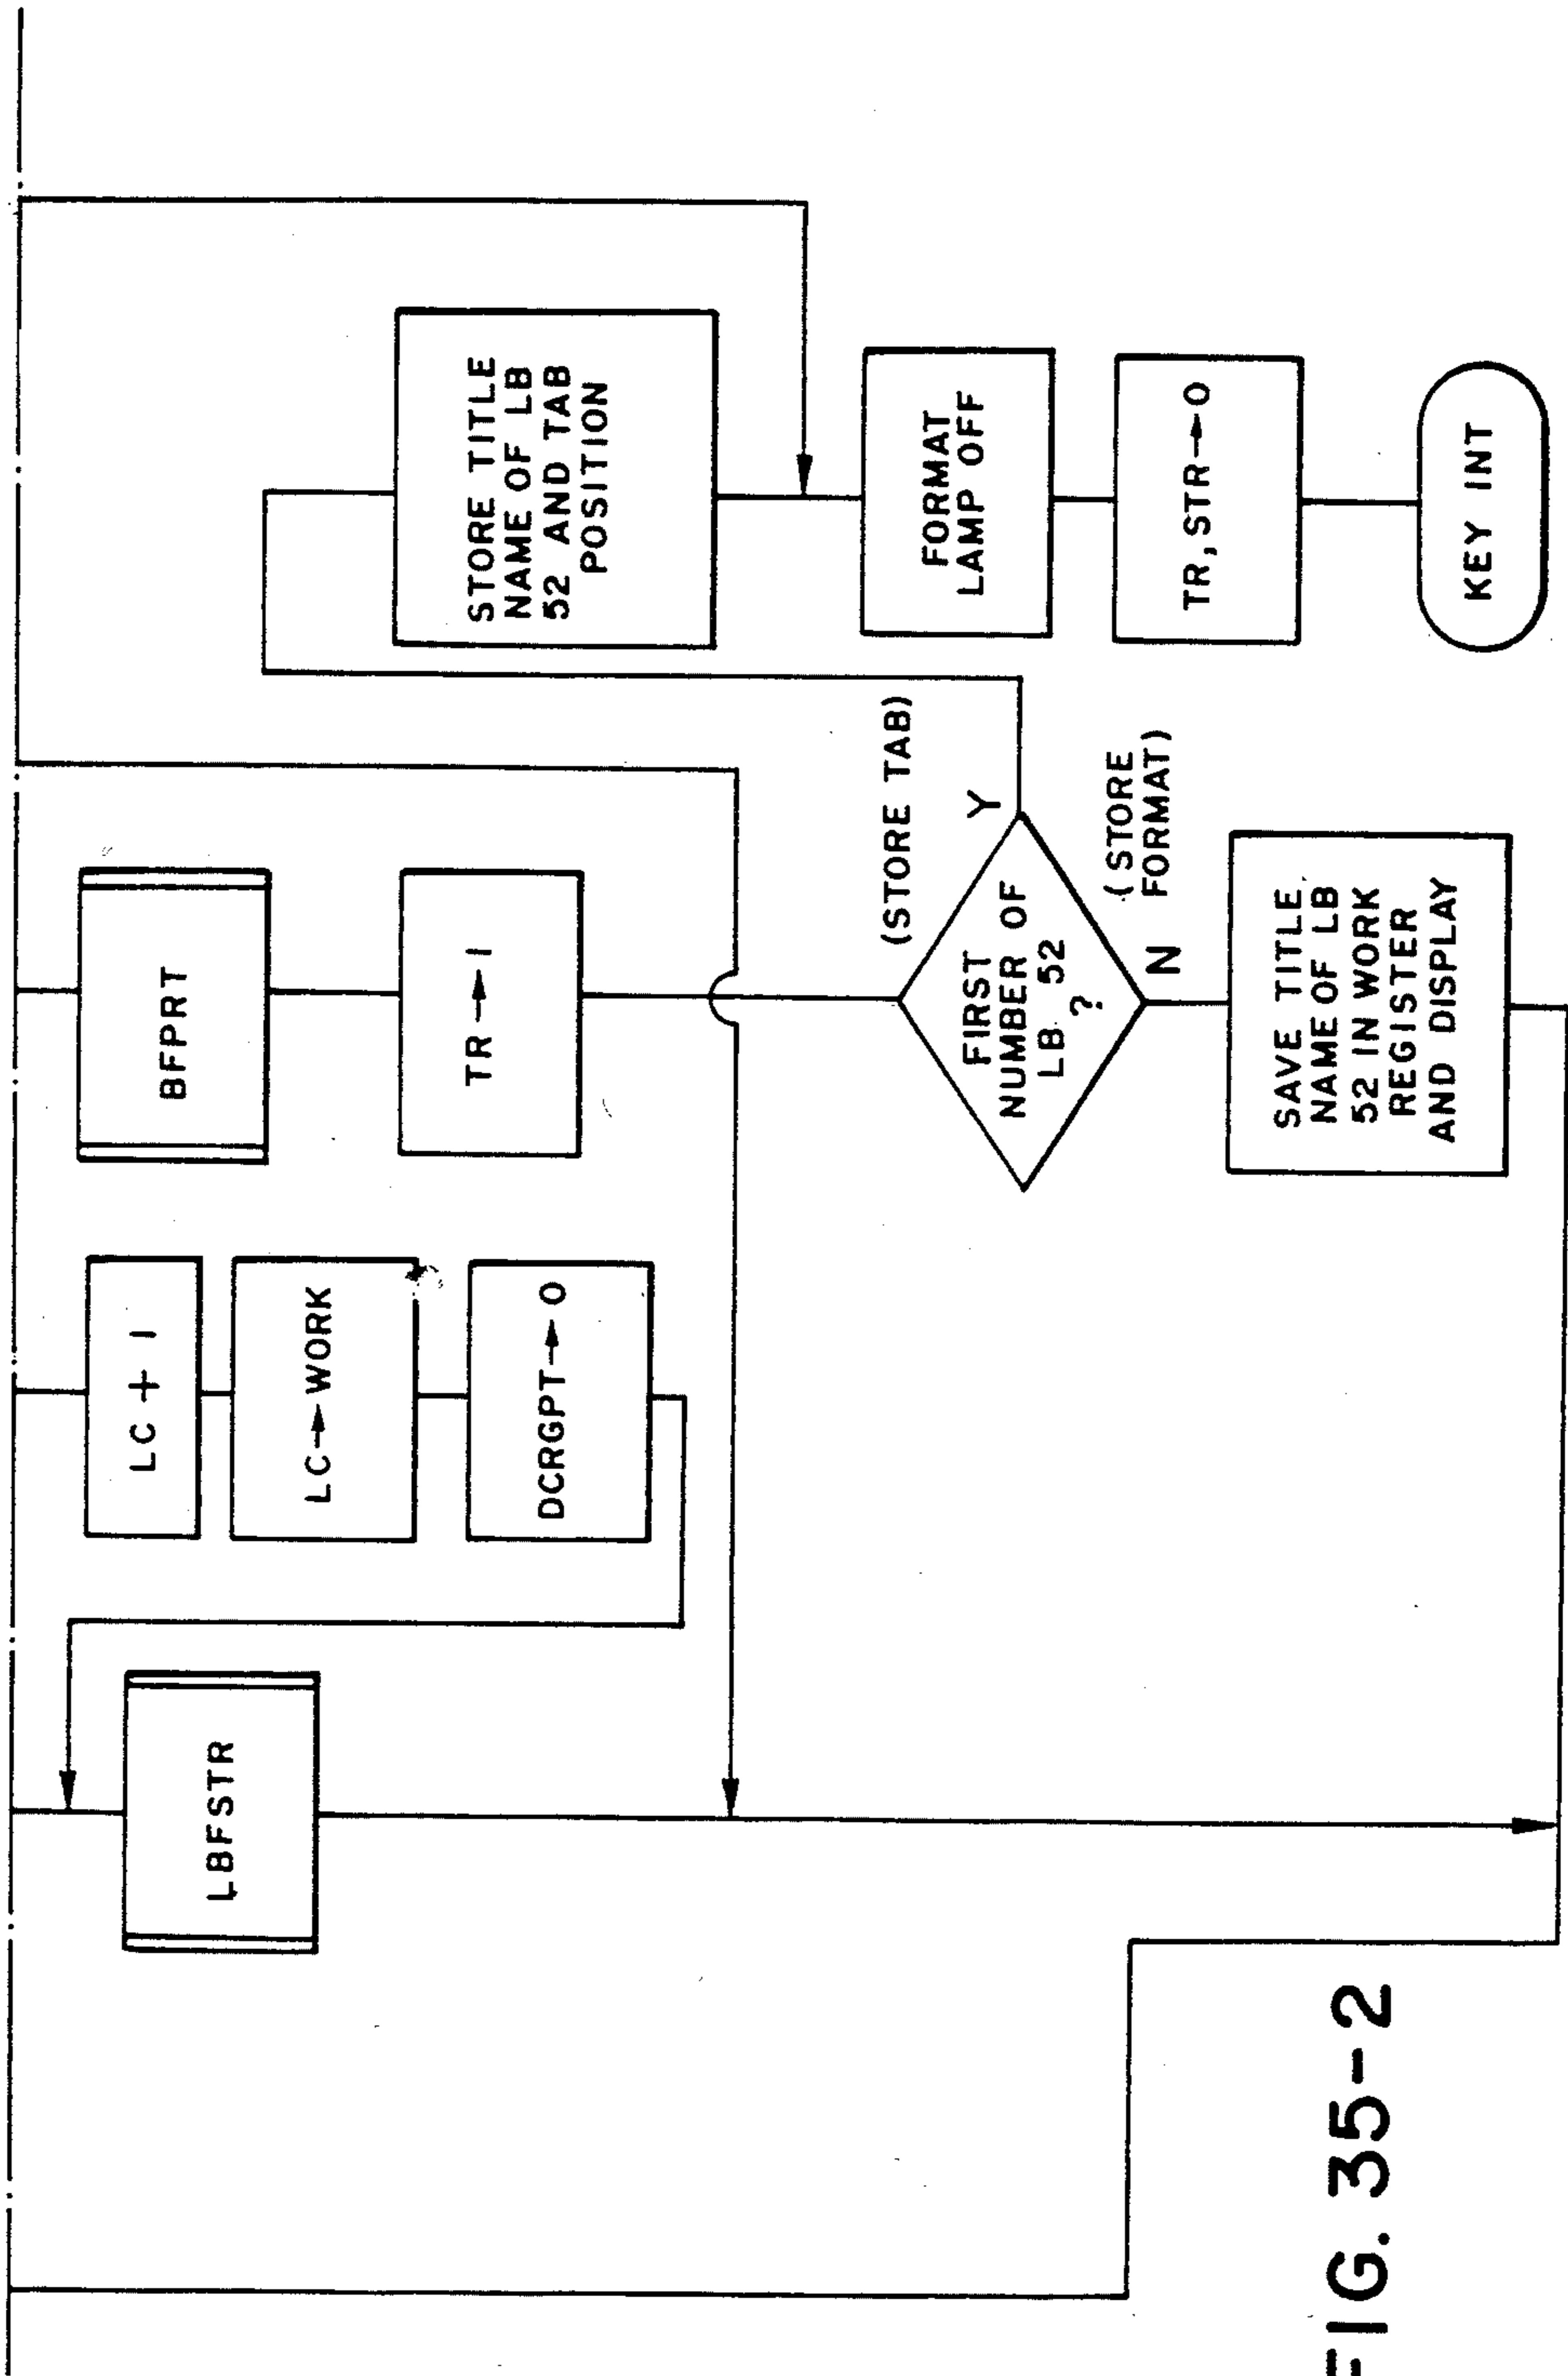 LBFSTR
LC + 1
LC→WORK
DCRGPT→0
BFPRT
TR→1
FIRST
NUMBER OF
LB 52
?
(STORE TAB)
Y
N
(STORE
FORMAT)
SAVE TITLE
NAME OF LB
52 IN WORK
REGISTER
AND DISPLAY
STORE TITLE
NAME OF LB
52 AND TAB
POSITION
FORMAT
LAMP OFF
TR,STR→0
KEY INT
FIG. 35-2